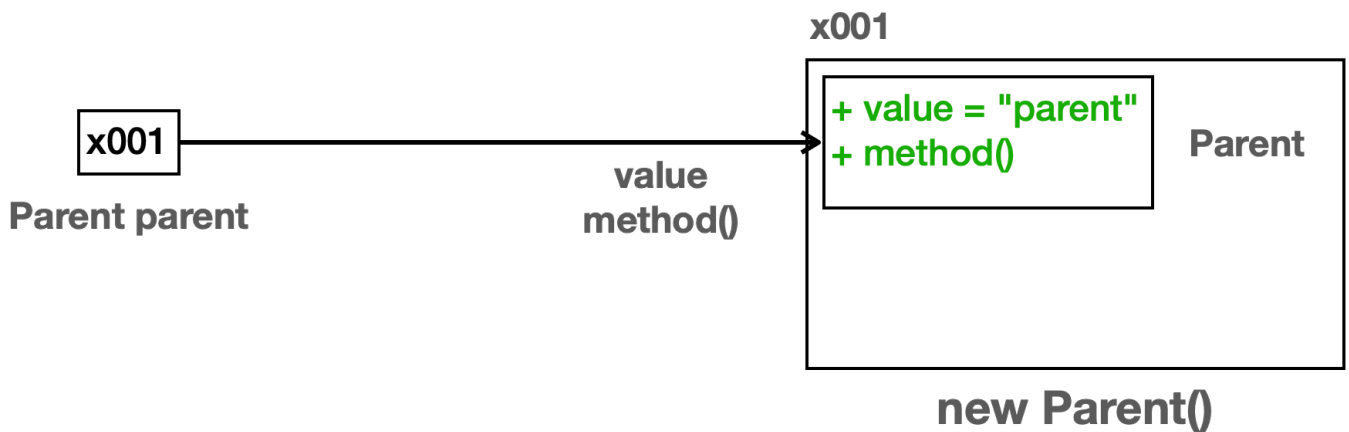 x001
x001
Parent parent
value
method()
+ value = "parent"
+ method()
Parent
new Parent()